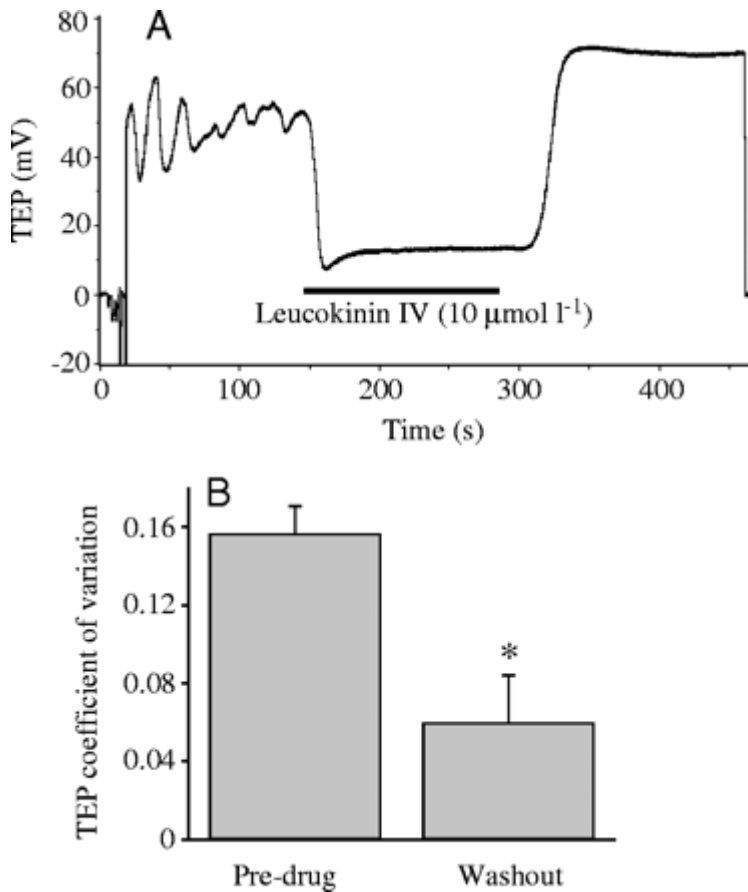 A
80
60
40
20
0
-20
TEP (mV)
Leucokinin IV (10 μmol l⁻¹)
0 100 200 300 400
Time (s)
B
0.16
0.12
0.08
0.04
0
TEP coefficient of variation
*
Pre-drug Washout